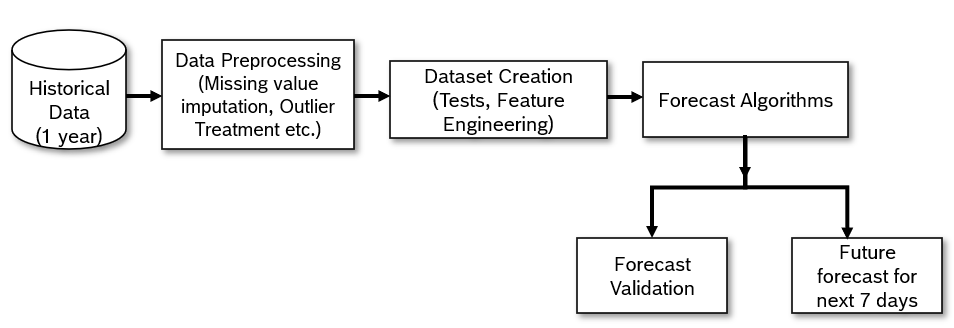 Historical
Data
(1 year)
Data Preprocessing
(Missing value
imputation, Outlier
Treatment etc.)
Dataset Creation
(Tests, Feature
Engineering)
Forecast Algorithms
Forecast
Validation
Future
forecast for
next 7 days